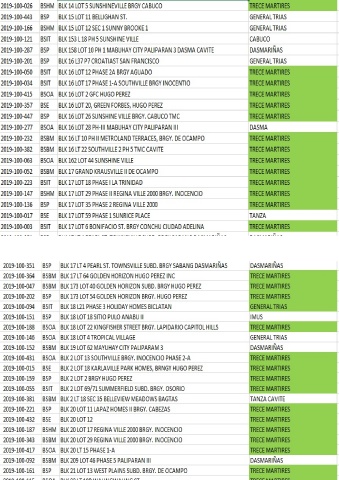 2019-100-026 BSHM BLK 14 LOT 5 SUNSHINEVILLE BRGY CABUCO TRECE MARTIRES
2019-100-443 BSP BLK 15 LOT 11 BELLIGHAN ST. GENERAL TRIAS
2019-100-166 BSHM BLK 15 LOT 12 SEC 1 SUNNY BROOKE 1 GENERAL TRIAS
2019-100-121 BSIT BLK 153 L 18 PH 5 SUNSHINE VILLE CABUCO
2019-100-287 BSP BLK 158 LOT 10 PH 1 MABUHAY CITY PALIPARAN 3 DASMA CAVITE DASMARIÑAS
2019-100-201 BSP BLK 16 L37 P7 CROATIAST SAN FRANCISCO GENERAL TRIAS
2019-100-050 BSIT BLK 16 LOT 12 PHASE 2A BRGY AGUADO TRECE MARTIRES
2019-100-034 BSIT BLK 16 LOT 17 PHASE 1-A SOUTHVILLE BRGY INOCENTIO TRECE MARTIRES
2019-100-415 BSOA BLK 16 LOT 2 GFC HUGO PEREZ TRECE MARTIRES
2019-100-357 BSE BLK 16 LOT 20, GREEN FORBES, HUGO PEREZ TRECE MARTIRES
2019-100-447 BSP BLK 16 LOT 26 SUNSHINE VILLE BRGY. CABUCO TMC TRECE MARTIRES
2019-100-277 BSOA BLK 16 LOT 28 PH-III MABUHAY CITY PALIPARAN III DASMA
2019-100-232 BSBM BLK 16 LT 10 PH II METROLAND TERRACES, BRGY. DE OCAMPO TRECE MARTIRES
2019-100-382 BSBM BLK 16 LT 22 SOUTHVILLE 2 PH 5 TMC CAVITE TRECE MARTIRES
2019-100-063 BSOA BLK 162 LOT 44 SUNSHINE VILLE TRECE MARTIRES
2019-100-052 BSBM BLK 17 GRAND KRAUSVILLE II DE OCAMPO TRECE MARTIRES
2019-100-223 BSIT BLK 17 LOT 18 PHASE I LA TRINIDAD TRECE MARTIRES
2019-100-147 BSHM BLK 17 LOT 29 PHASE II REGINA VILLE 2000 BRGY. INOCENCIO TRECE MARTIRES
2019-100-136 BSP BLK 17 LOT 35 PHASE 2 REGINA VILLE 2000 TRECE MARTIRES
2019-100-017 BSE BLK 17 LOT 39 PHASE 1 SUNRICE PLACE TANZA
2019-100-003 BSIT BLK 17 LOT 6 BONIFACIO ST. BRGY CONCHU CIUDAD ADELINA TRECE MARTIRES
2019-100-351 BSP BLK 17 LT 4 PEARL ST. TOWNSVILLE SUBD. BRGY SABANG DASMARIÑAS DASMARIÑAS
2019-100-364 BSBM BLK 17 LT 64 GOLDEN HORIZON HUGO PEREZ INC TRECE MARTIRES
2019-100-047 BSBM BLK 173 LOT 40 GOLDEN HORIZON SUBD. BRGY HUGO PEREZ TRECE MARTIRES
2019-100-202 BSP BLK 173 LOT 54 GOLDEN HORIZON BRGY. HUGO PEREZ TRECE MARTIRES
2019-100-094 BSIT BLK 18 L21 PHASE 3 HOLIDAY HOMES BICLATAN GENERAL TRIAS
2019-100-151 BSP BLK 18 LOT 18 SITIO PULO ANABU II IMUS
2019-100-188 BSOA BLK 18 LOT 22 KINGFISHER STREET BRGY. LAPIDARIO CAPITOL HILLS TRECE MARTIRES
2019-100-146 BSOA BLK 18 LOT 4 TROPICAL VILLAGE GENERAL TRIAS
2019-100-152 BSBM BLK 19 LOT 62 MAYUHAY CITY PALIPARAM 3 DASMARIÑAS
2019-100-431 BSOA BLK 2 LOT 13 SOUTHVILLE BRGY. INOCENCIO PHASE 2-A TRECE MARTIRES
2019-100-015 BSE BLK 2 LOT 18 KARLAVILLE PARK HOMES, BRNGY HUGO PEREZ TRECE MARTIRES
2019-100-159 BSP BLK 2 LOT 2 BRGY HUGO PEREZ TRECE MARTIRES
2019-100-055 BSIT BLK 2 LOT 69/71 SUMMERFIELD SUBD. BRGY. OSORIO TRECE MARTIRES
2019-100-381 BSBM BLK 2 LT 18 SEC 35 BELLEVIEW MEADOWS BAGTAS TANZA CAVITE
2019-100-221 BSP BLK 20 LOT 11 LAPAZ HOMES II BRGY. CABEZAS TRECE MARTIRES
2019-100-432 BSE BLK 20 LOT 12 TRECE MARTIRES
2019-100-187 BSHM BLK 20 LOT 17 REGINA VILLE 2000 BRGY. INOCENCIO TRECE MARTIRES
2019-100-343 BSBM BLK 20 LOT 29 REGINA VILLE 2000 BRGY. INOCENCIO TRECE MARTIRES
2019-100-417 BSOA BLK 20 LT 15 PHASE 1-A TRECE MARTIRES
2019-100-092 BSBM BLK 209 LOT 46 PHASE 5 PALIPARAN III DASMARIÑAS
2019-100-161 BSP BLK 21 LOT 13 WEST PLAINS SUBD. BRGY. DE OCAMPO TRECE MARTIRES